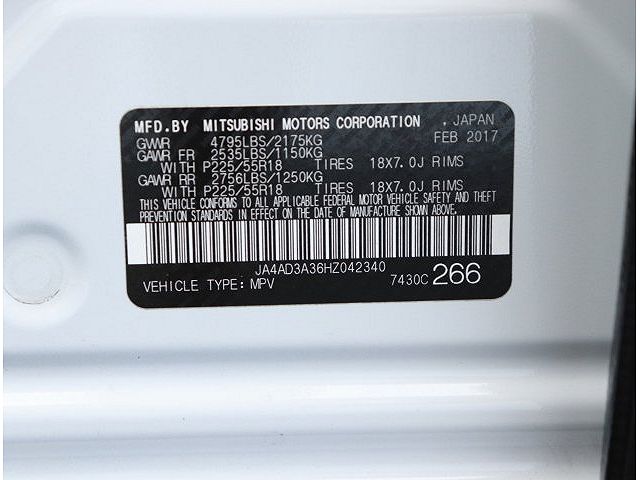 MFD.BY MITSUBISHI MOTORS CORPORATION , JAPAN
GVWR 4795LBS/2175KG FEB 2017
GAWR FR 2535LBS/1150KG
WITH P225/55R18 TIRES 18X7.0J RIMS
GAWR RR 2756LBS/1250KG
WITH P225/55R18 TIRES 18X7.0J RIMS
THIS VEHICLE CONFORMS TO ALL APPLICABLE FEDERAL MOTOR VEHICLE SAFETY AND THEFT
PREVENTION STANDARDS IN EFFECT ON THE DATE OF MANUFACTURE SHOWN ABOVE.
JA4AD3A36HZ042340
VEHICLE TYPE: MPV 7430C 266